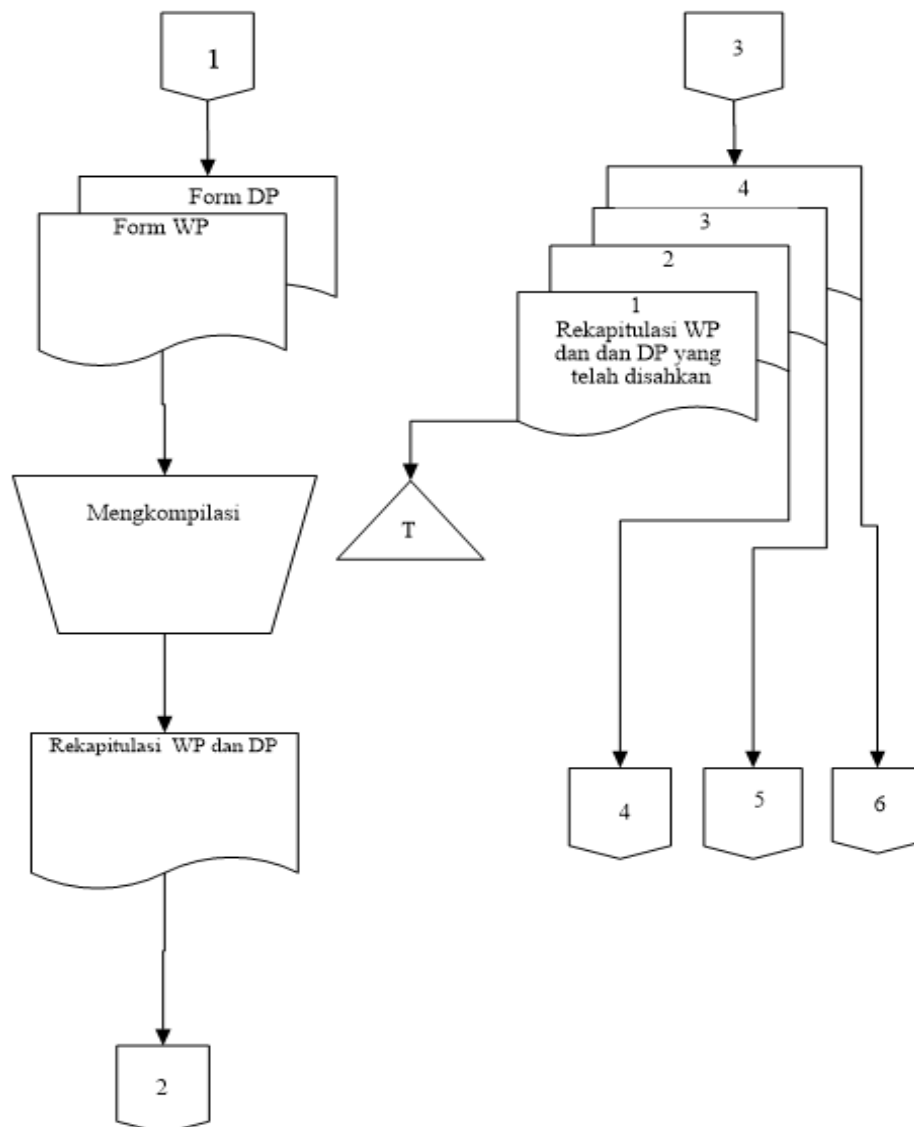 1
Form DP
Form WP
Mengkompilasi
Rekapitulasi WP dan DP
2
3
4
3
2
1
Rekapitulasi WP
dan dan DP yang
telah disahkan
T
4
5
6